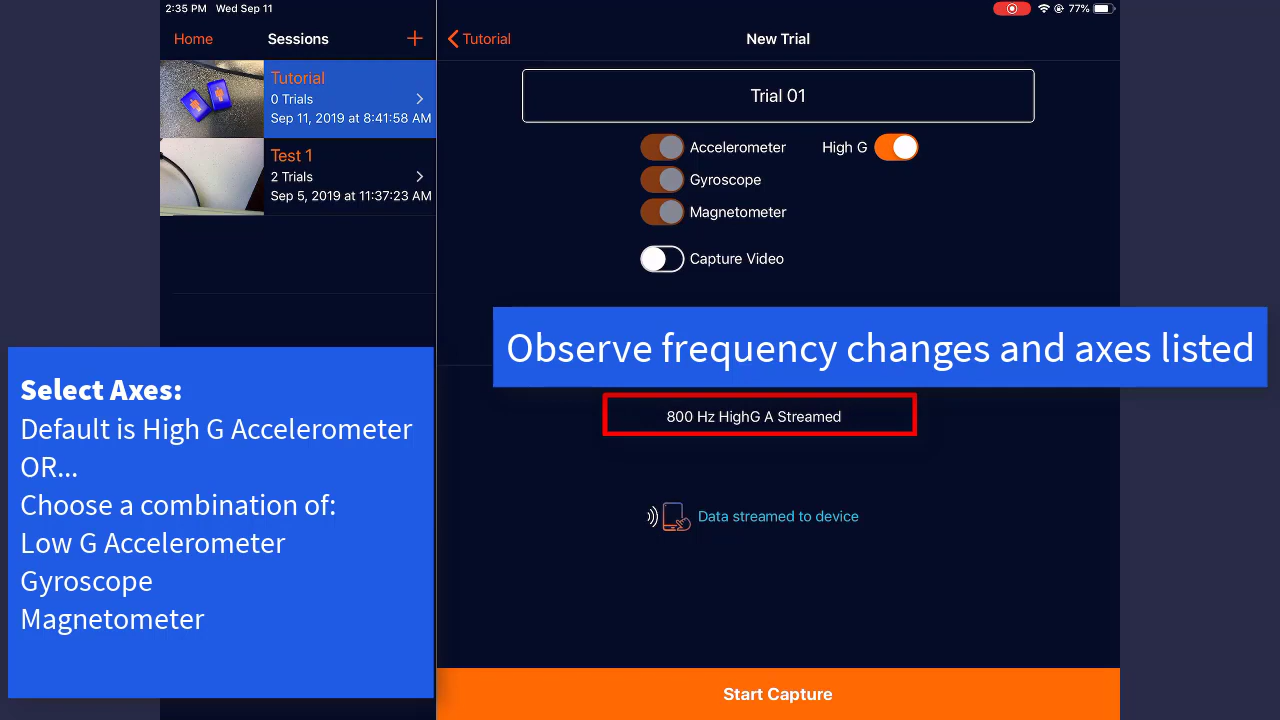 2:35 PM Wed Sep 11
77%
Home
Sessions
+
Tutorial
New Trial
Tutorial
0 Trials
Sep 11, 2019 at 8:41:58 AM
Test 1
2 Trials
Sep 5, 2019 at 11:37:23 AM
Trial 01
Accelerometer
High G
Gyroscope
Magnetometer
Capture Video
Observe frequency changes and axes listed
800 Hz HighG A Streamed
Data streamed to device
Start Capture
Select Axes:
Default is High G Accelerometer
OR...
Choose a combination of:
Low G Accelerometer
Gyroscope
Magnetometer